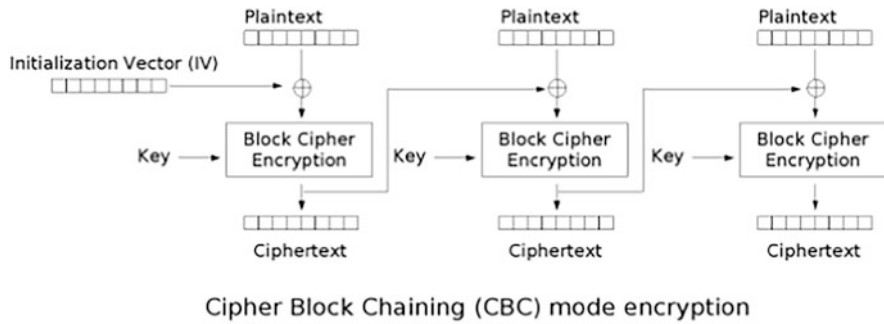 Plaintext
Plaintext
Plaintext
Initialization Vector (IV)
Key
Block Cipher
Encryption
Key
Block Cipher
Encryption
Key
Block Cipher
Encryption
Ciphertext
Ciphertext
Ciphertext
Cipher Block Chaining (CBC) mode encryption